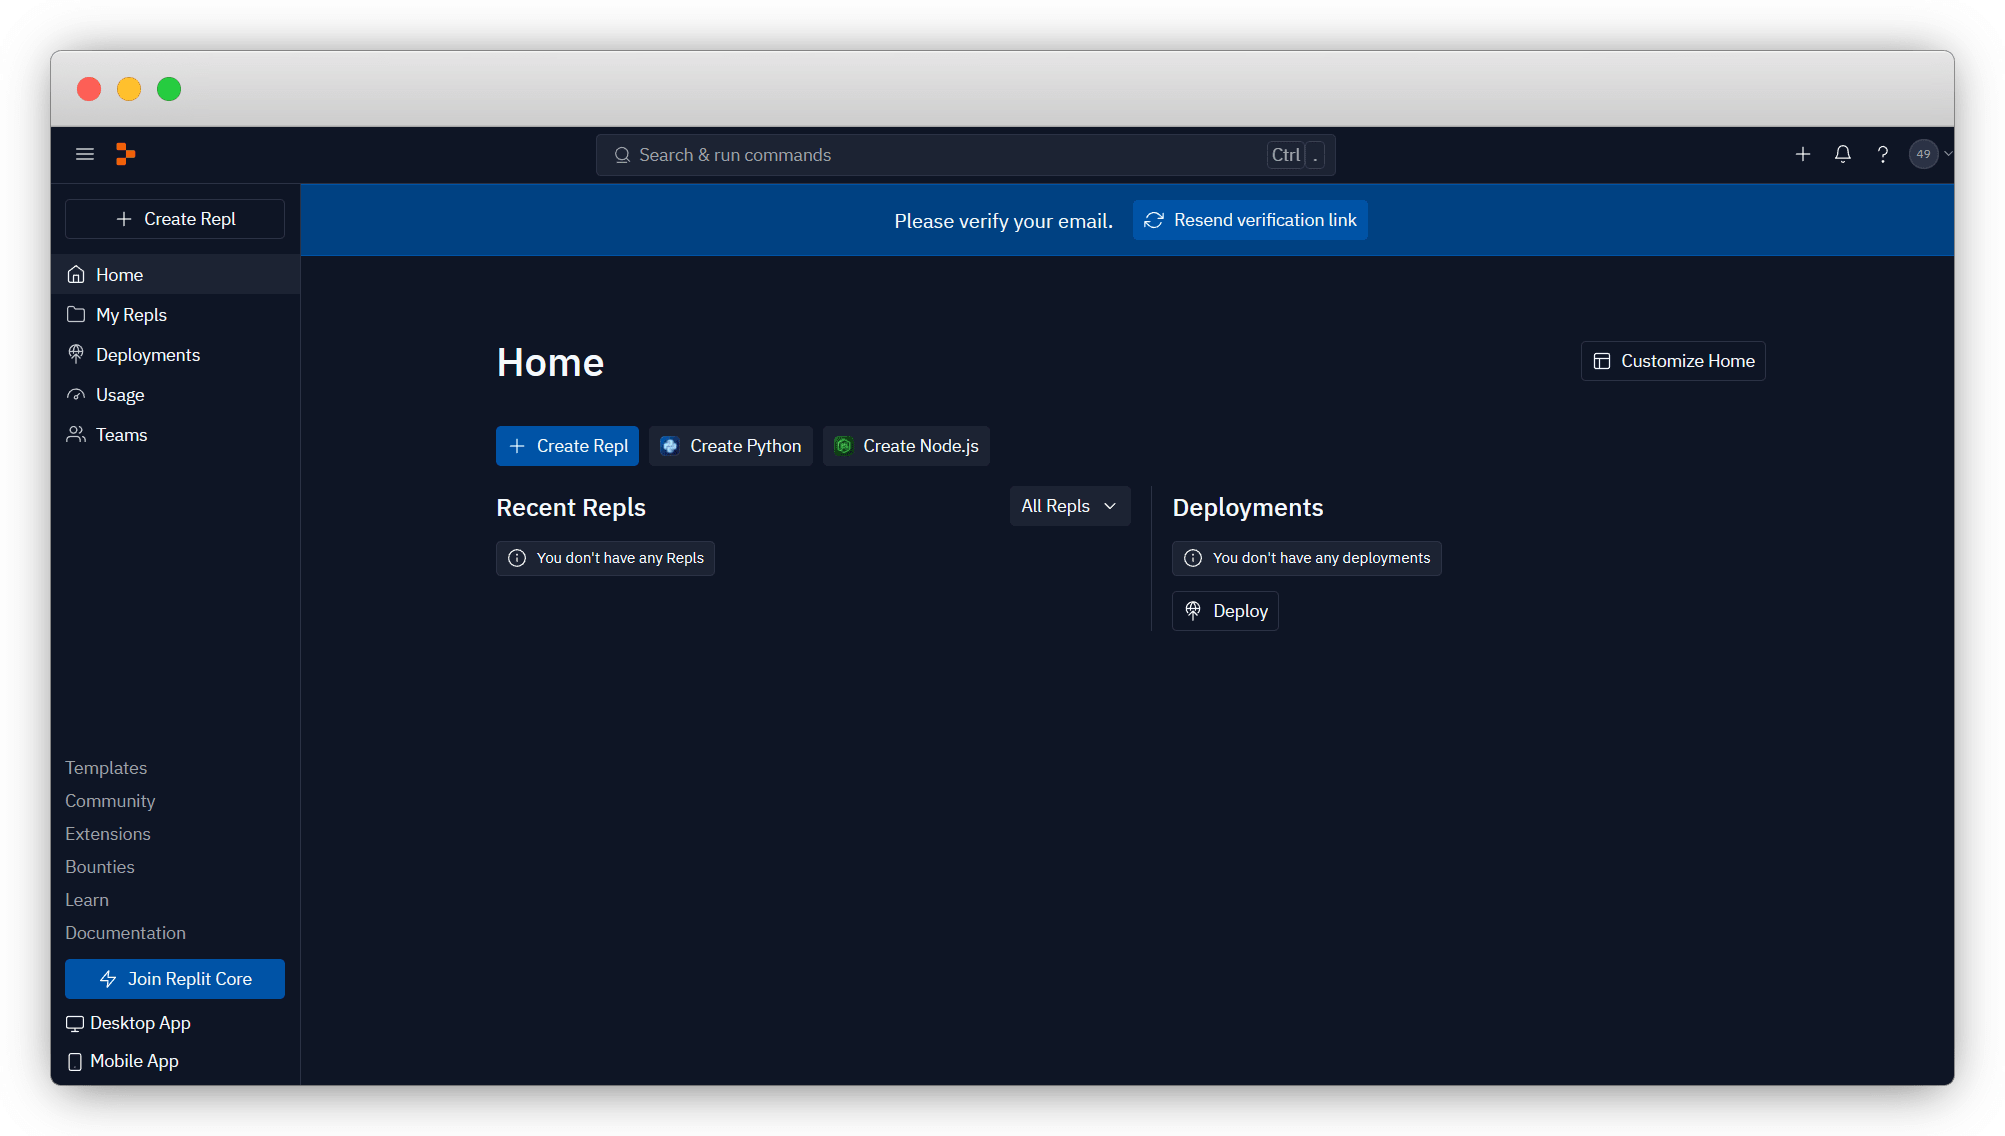 Search & run commands
Ctrl .
49
Create Repl
Please verify your email.
Resend verification link
Home
My Repls
Deployments
Usage
Teams
Home
Customize Home
Create Repl
Create Python
Create Node.js
Recent Repls
All Repls
You don't have any Repls
Deployments
You don't have any deployments
Deploy
Templates
Community
Extensions
Bounties
Learn
Documentation
Join Replit Core
Desktop App
Mobile App